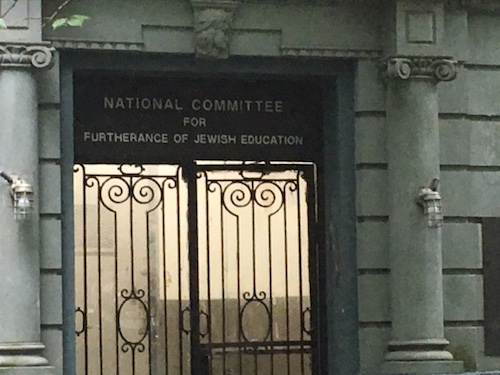 NATIONAL COMMITTEE
FOR
FURTHERANCE OF JEWISH EDUCATION